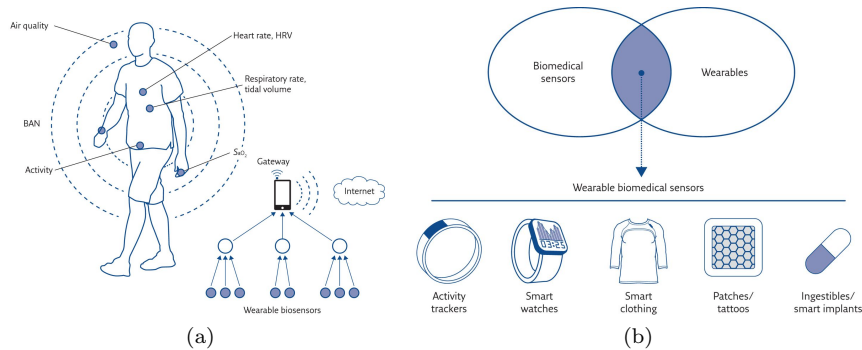 Air quality
Heart rate, HRV
Respiratory rate,
tidal volume
BAN
Activity
SaO2
Gateway
Internet
Wearable biosensors
(a)
Biomedical
sensors
Wearables
Wearable biomedical sensors
03:25
Activity
trackers
Smart
watches
Smart
clothing
Patches/
tattoos
Ingestibles/
smart implants
(b)